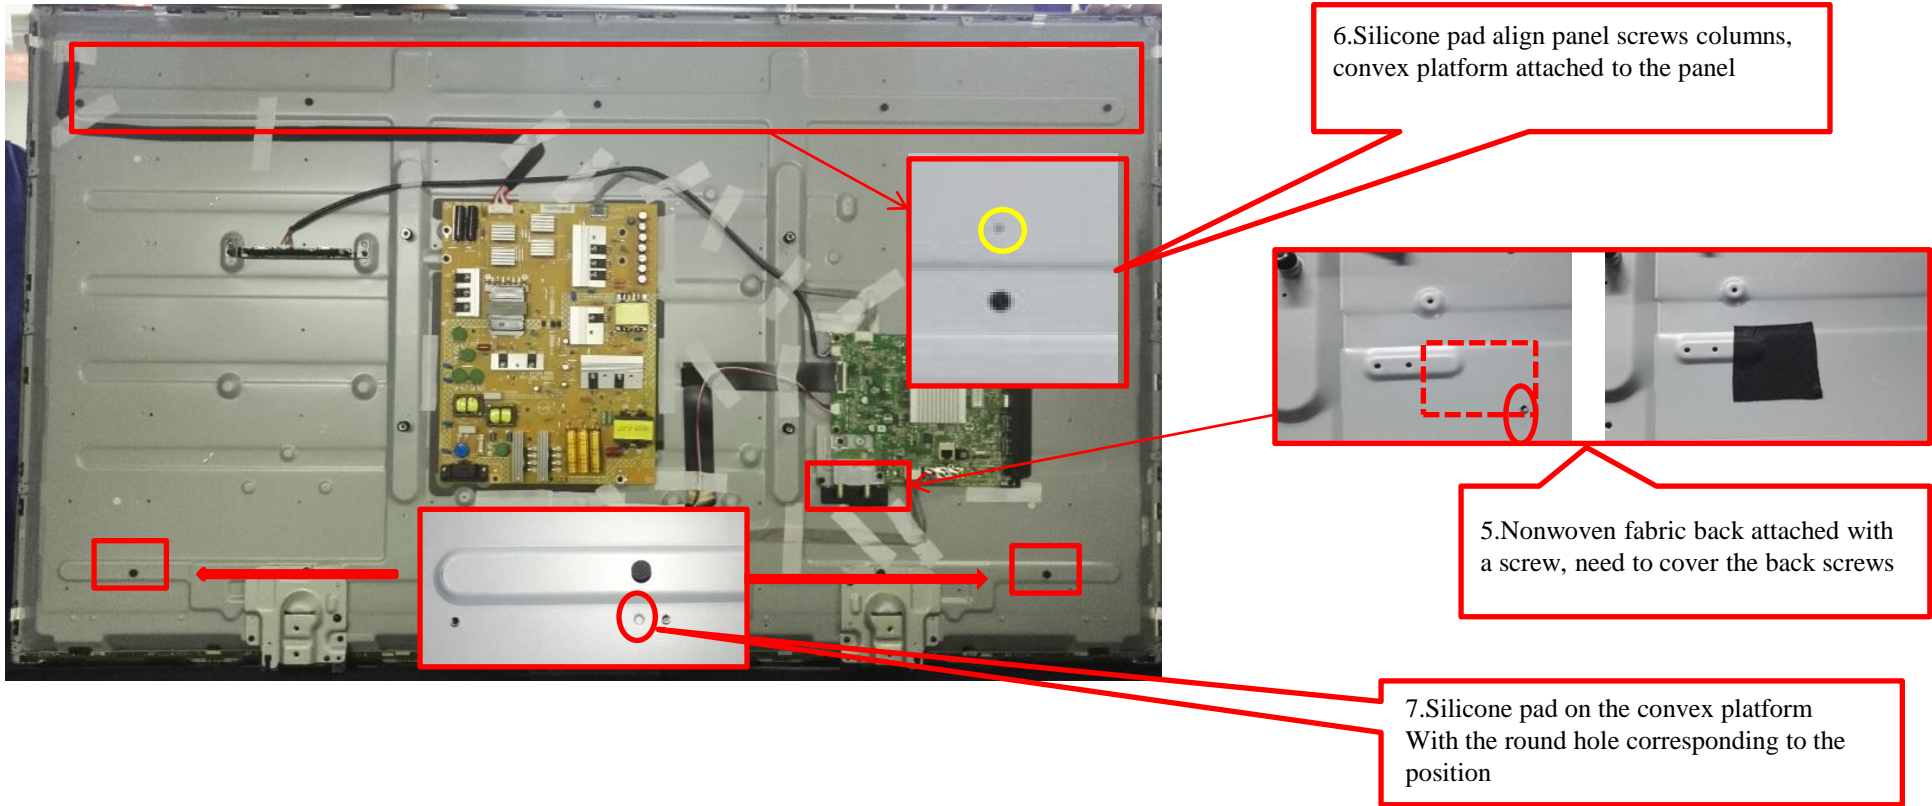 6.Silicone pad align panel screws columns,
convex platform attached to the panel
5.Nonwoven fabric back attached with
a screw, need to cover the back screws
7.Silicone pad on the convex platform
With the round hole corresponding to the
position